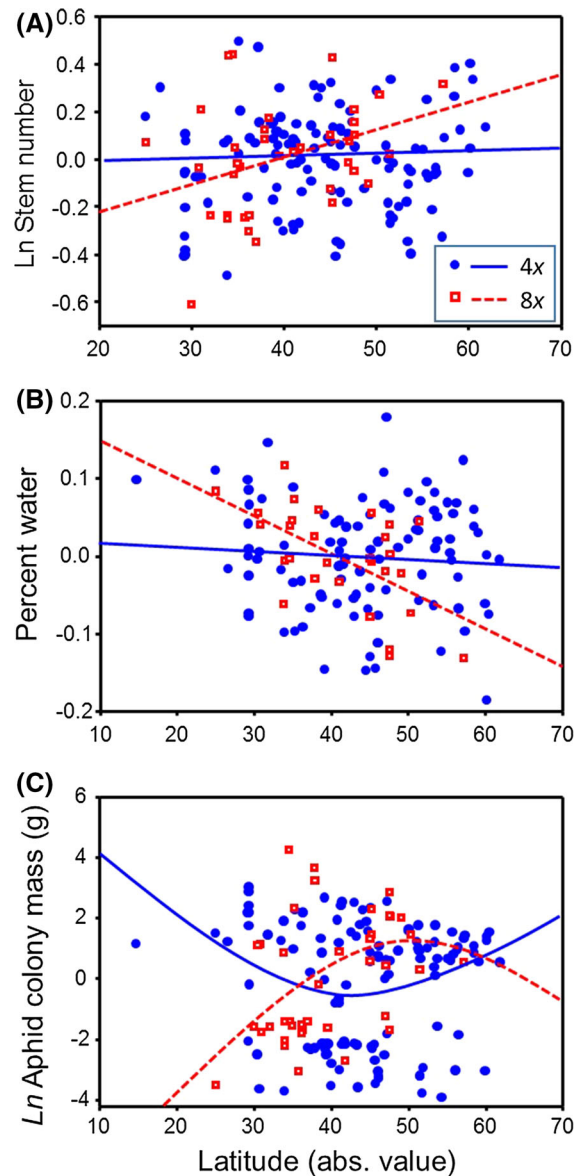 (A)
Ln Stem number
0.6
0.4
0.2
0.0
-0.2
-0.4
-0.6
4x
8x
20 30 40 50 60 70
(B)
Percent water
0.2
0.1
0.0
-0.1
-0.2
10 20 30 40 50 60 70
(C)
Ln Aphid colony mass (g)
6
4
2
0
-2
-4
10 20 30 40 50 60 70
Latitude (abs. value)